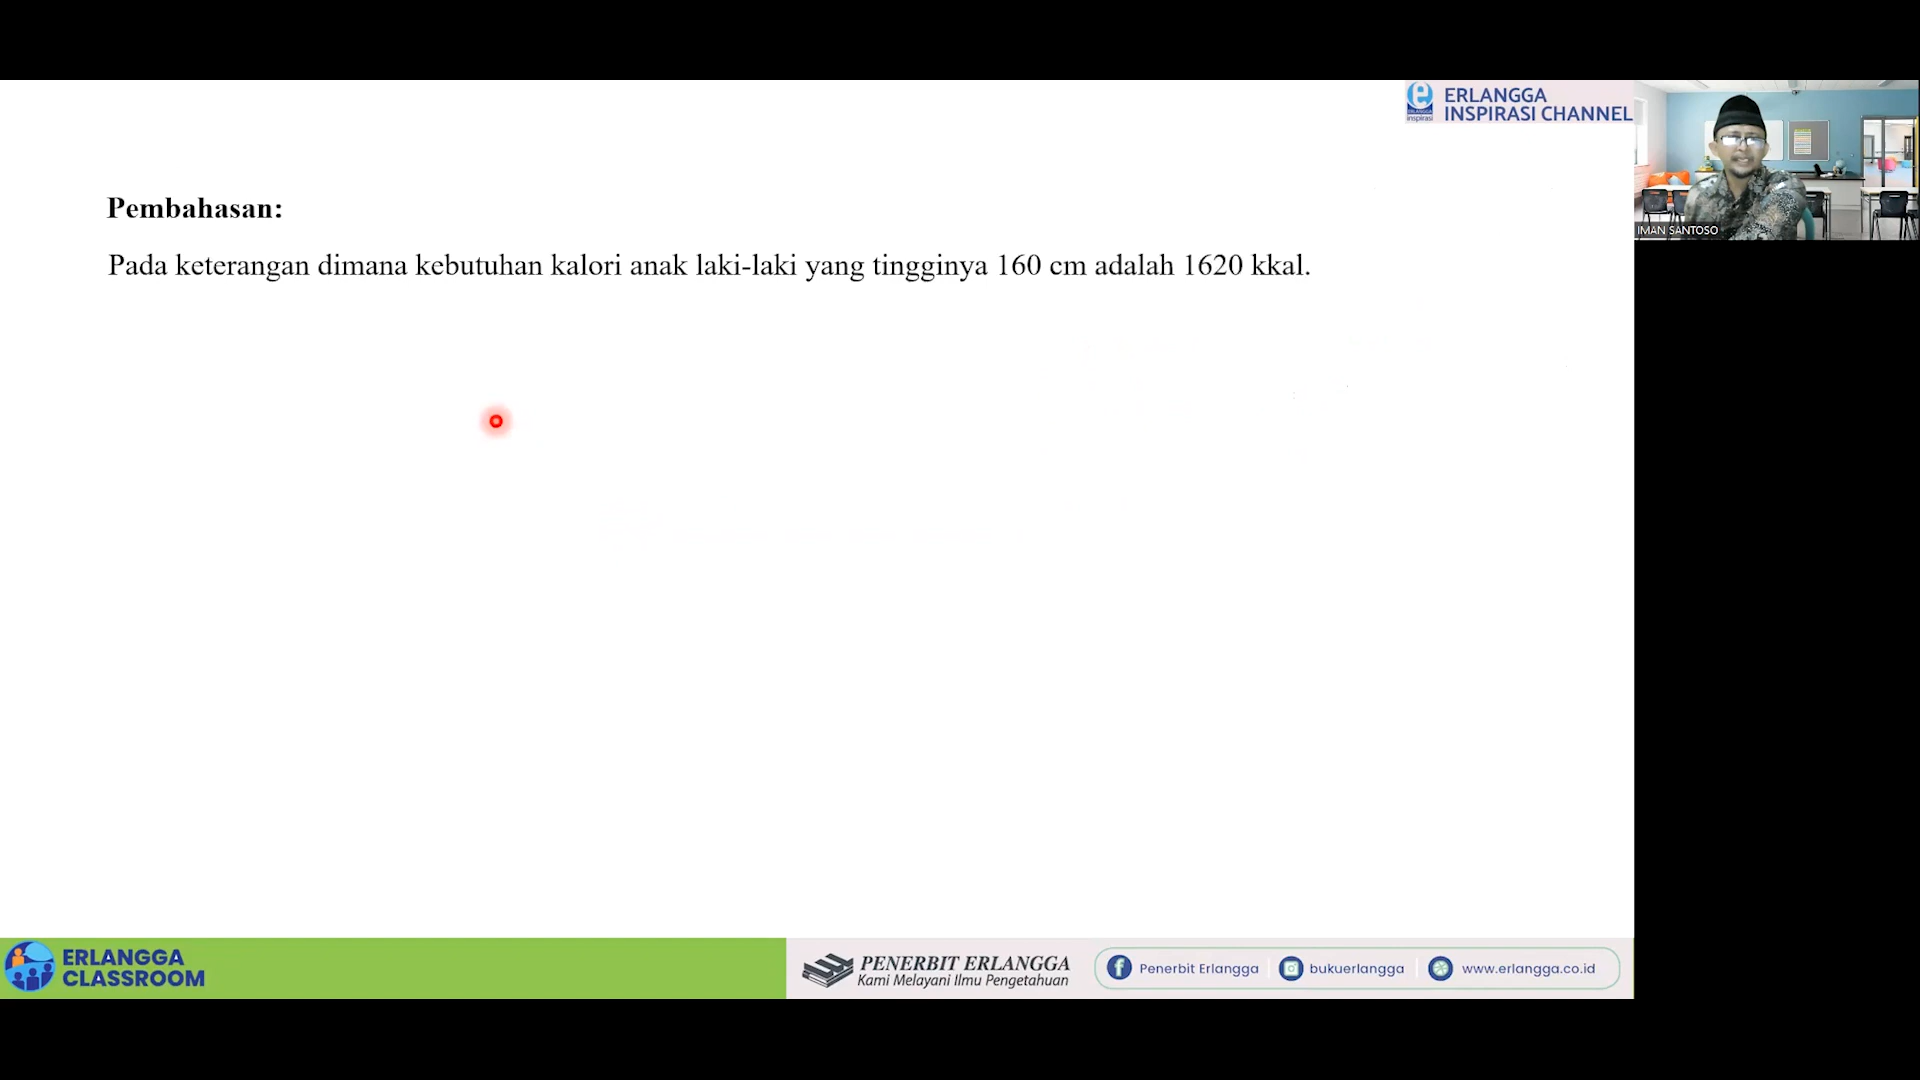 ERLANGGA
INSPIRASI CHANNEL
inspirasi
IMAN SANTOSO
Pembahasan:
Pada keterangan dimana kebutuhan kalori anak laki-laki yang tingginya 160 cm adalah 1620 kkal.
ERLANGGA
CLASSROOM
PENERBIT ERLANGGA
Kami Melayani Ilmu Pengetahuan
Penerbit Erlangga
bukuerlangga
www.erlangga.co.id